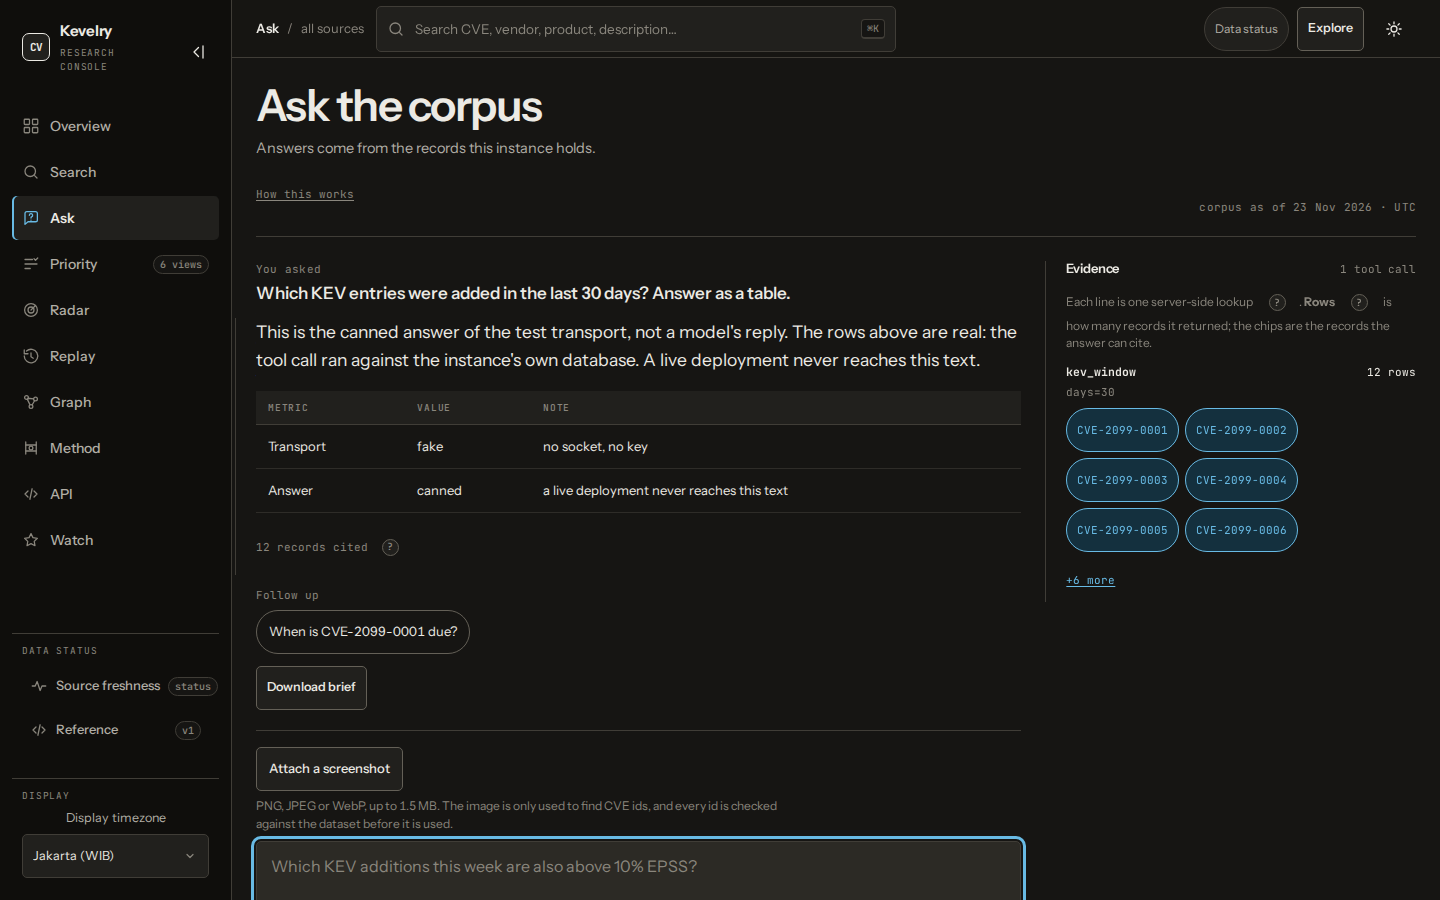 CV
Kevelry
RESEARCH
CONSOLE
Overview
Search
Ask
Priority
6 views
Radar
Replay
Graph
Method
API
Watch
DATA STATUS
Source freshness
status
Reference
v1
DISPLAY
Display timezone
Jakarta (WIB)
Ask / all sources
Search CVE, vendor, product, description...
⌘K
Data status
Explore
Ask the corpus
Answers come from the records this instance holds.
How this works
corpus as of 23 Nov 2026 · UTC
You asked
Which KEV entries were added in the last 30 days? Answer as a table.
This is the canned answer of the test transport, not a model's reply. The rows above are real: the
tool call ran against the instance's own database. A live deployment never reaches this text.
METRIC VALUE NOTE
Transport fake no socket, no key
Answer canned a live deployment never reaches this text
12 records cited ?
Follow up
When is CVE-2099-0001 due?
Download brief
Attach a screenshot
PNG, JPEG or WebP, up to 1.5 MB. The image is only used to find CVE ids, and every id is checked
against the dataset before it is used.
Which KEV additions this week are also above 10% EPSS?
Evidence
1 tool call
Each line is one server-side lookup ? . Rows ? is
how many records it returned; the chips are the records the
answer can cite.
kev_window
12 rows
days=30
CVE-2099-0001 CVE-2099-0002
CVE-2099-0003 CVE-2099-0004
CVE-2099-0005 CVE-2099-0006
+6 more